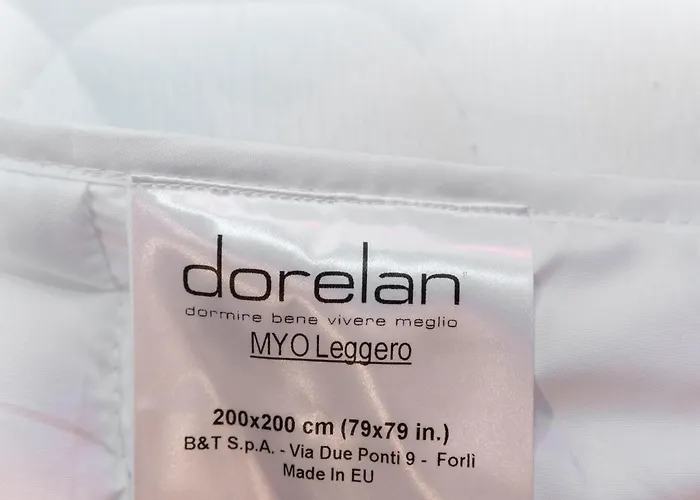 dorelan
dormire bene vivere meglio
MYO Leggero
200x200 cm (79x79 in.)
B&T S.p.A. - Via Due Ponti 9 - Forlì
Made In EU